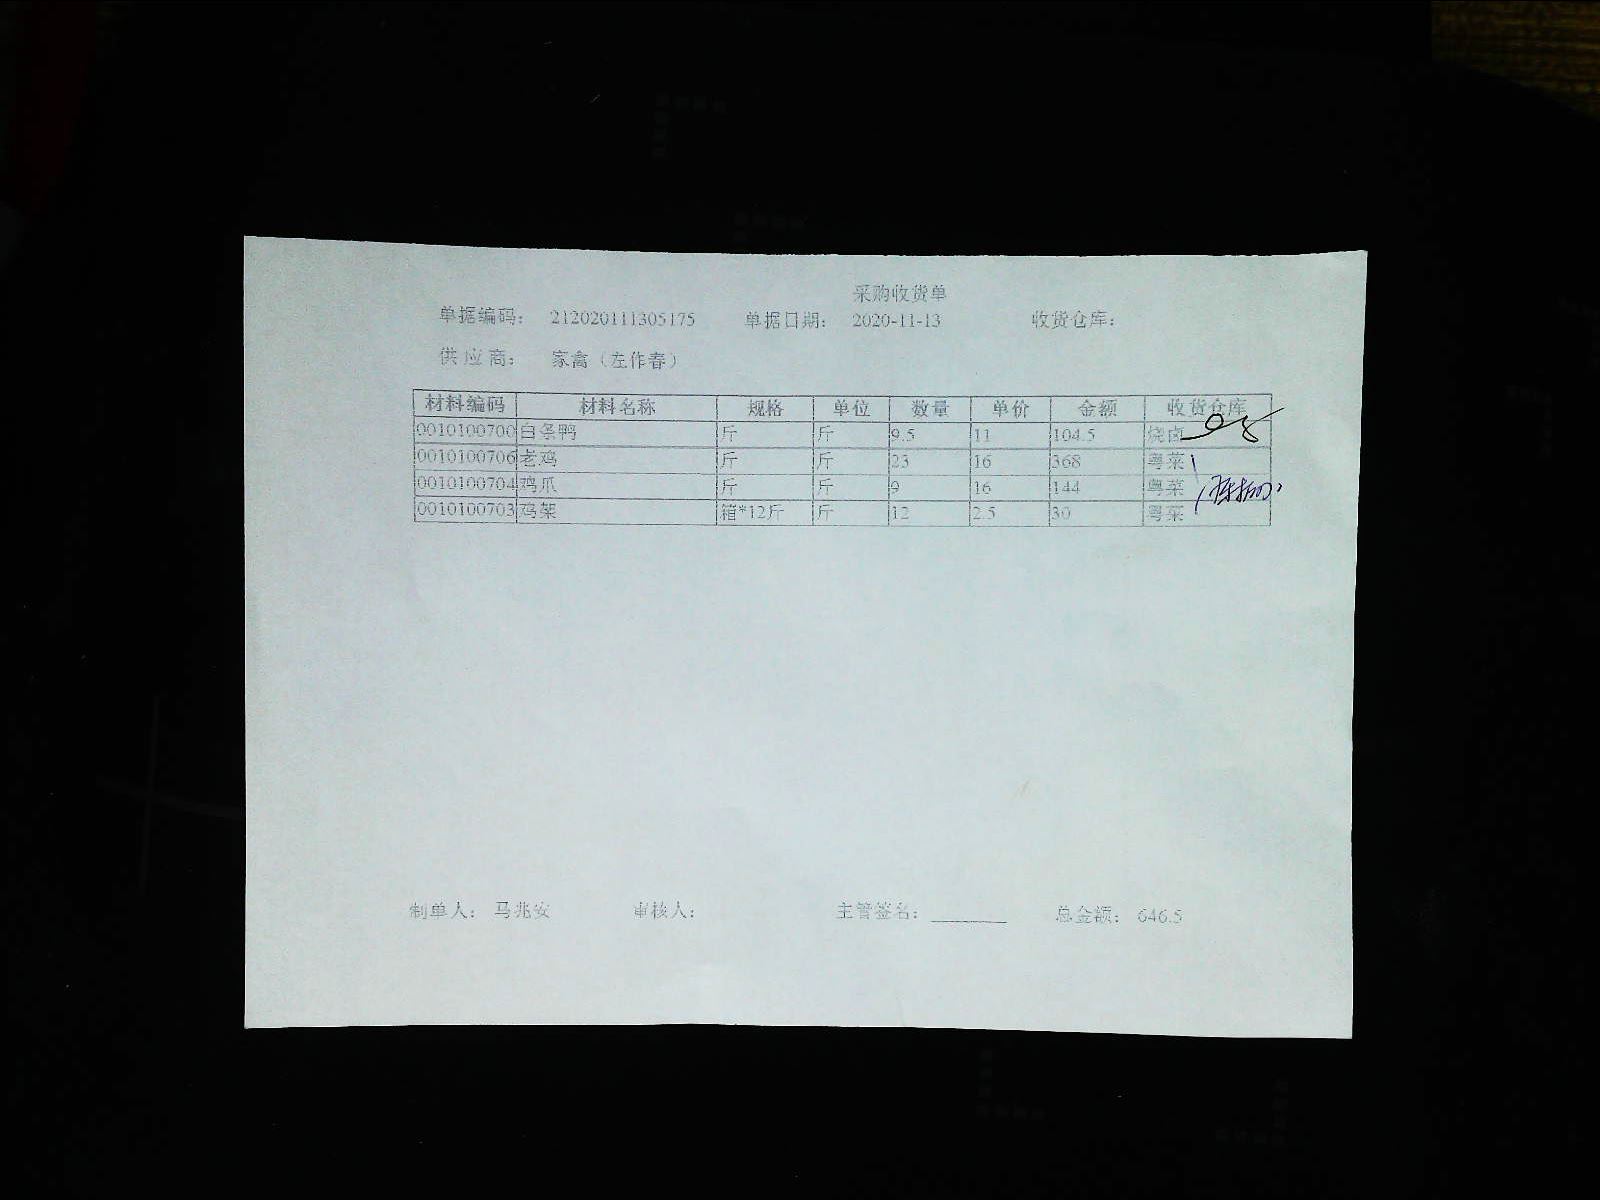 采购收货单
单据编码： 212020111305175 单据日期： 2020-11-13 收货仓库：
供应商： 家禽（左作春）
材料编码 材料名称 规格 单位 数量 单价 金额 收货仓库
0010100700 白条鸭 斤 斤 9.5 11 104.5 烧卤
0010100706 老鸡 斤 斤 23 16 368 粤菜
0010100704 鸡爪 斤 斤 9 16 144 粤菜
0010100703 鸡架 箱*12斤 斤 12 2.5 30 粤菜
制单人： 马兆安 审核人： 主管签名： 总金额： 646.5